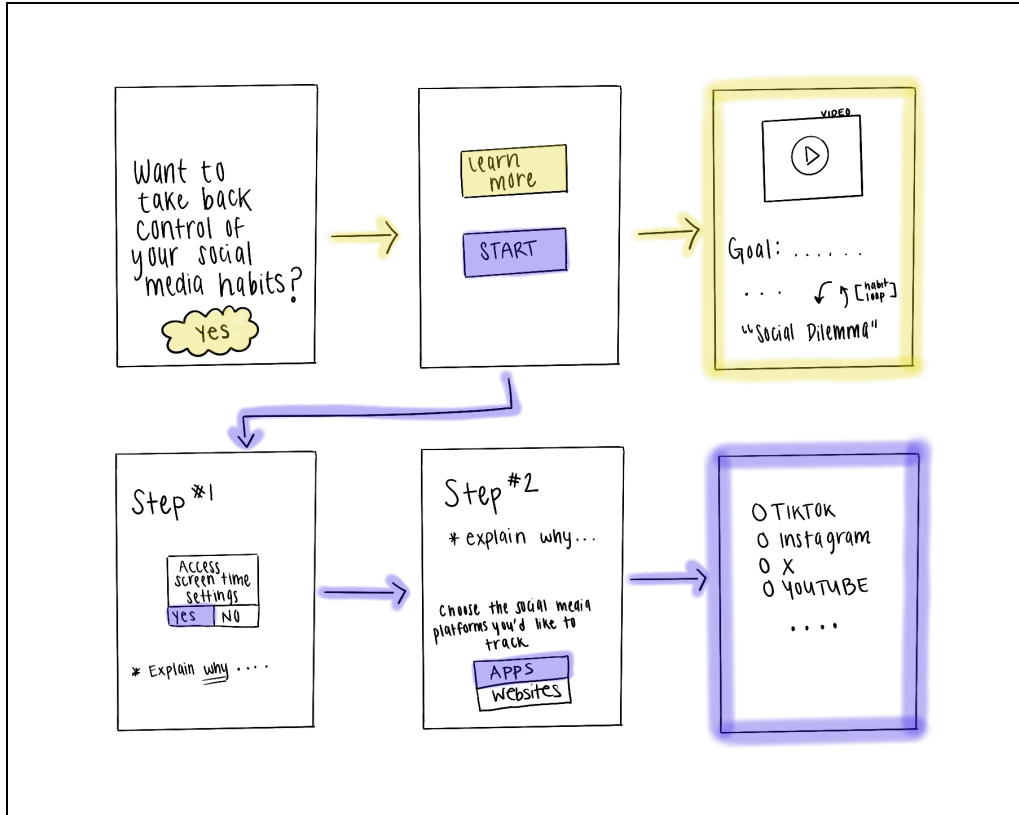 Want to
take back
control of
your social
media habits?
Yes
Learn
more
START
VIDEO
Goal: ......
...
[habit
loop]
"Social Dilemma"
Step #1
Access
screen time
settings
Yes NO
* Explain why ....
Step #2
* explain why...
Choose the social media
platforms you'd like to
track
APPS
Websites
O TIKTOK
O Instagram
O X
O YOUTUBE
....